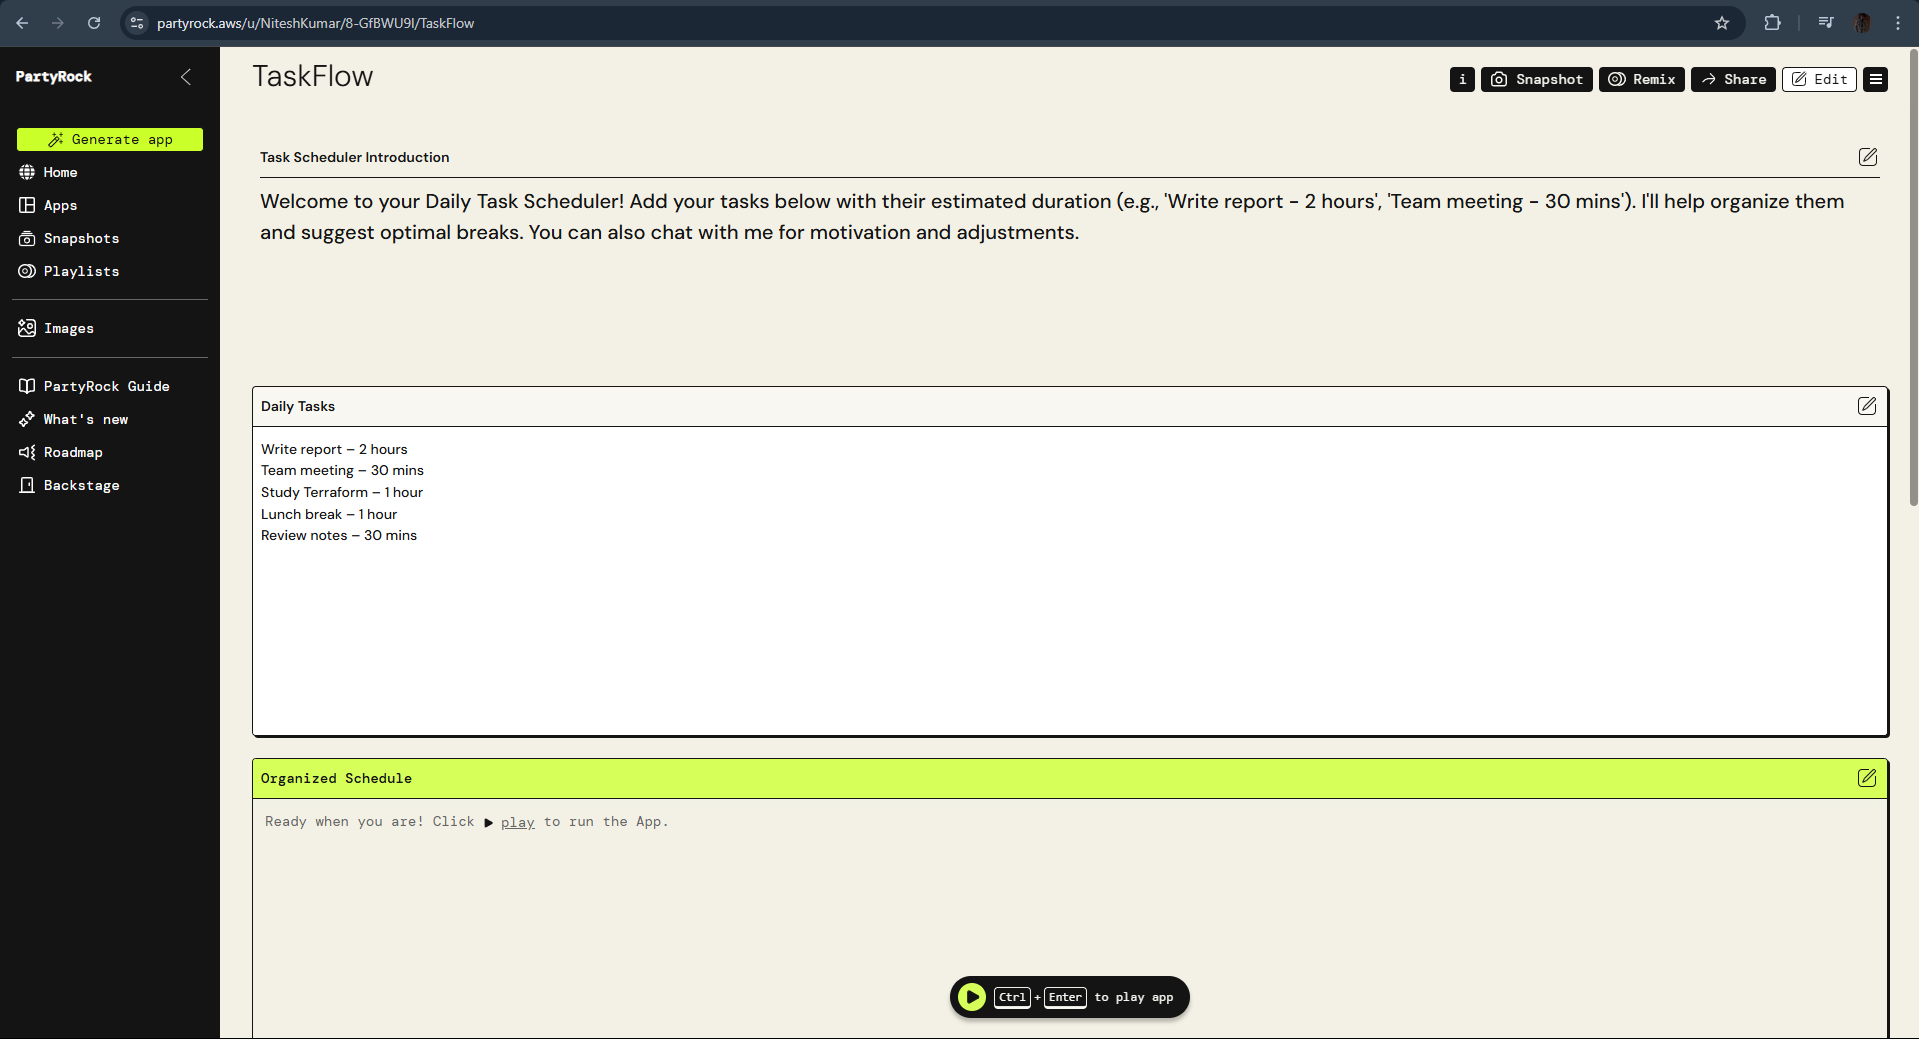 partyrock.aws/u/NiteshKumar/8-GfBWU9I/TaskFlow
PartyRock
Generate app
Home
Apps
Snapshots
Playlists
Images
PartyRock Guide
What's new
Roadmap
Backstage
TaskFlow
i
Snapshot
Remix
Share
Edit
Task Scheduler Introduction
Welcome to your Daily Task Scheduler! Add your tasks below with their estimated duration (e.g., 'Write report - 2 hours', 'Team meeting - 30 mins'). I'll help organize them
and suggest optimal breaks. You can also chat with me for motivation and adjustments.
Daily Tasks
Write report – 2 hours
Team meeting – 30 mins
Study Terraform – 1 hour
Lunch break – 1 hour
Review notes – 30 mins
Organized Schedule
Ready when you are! Click play to run the App.
Ctrl + Enter to play app